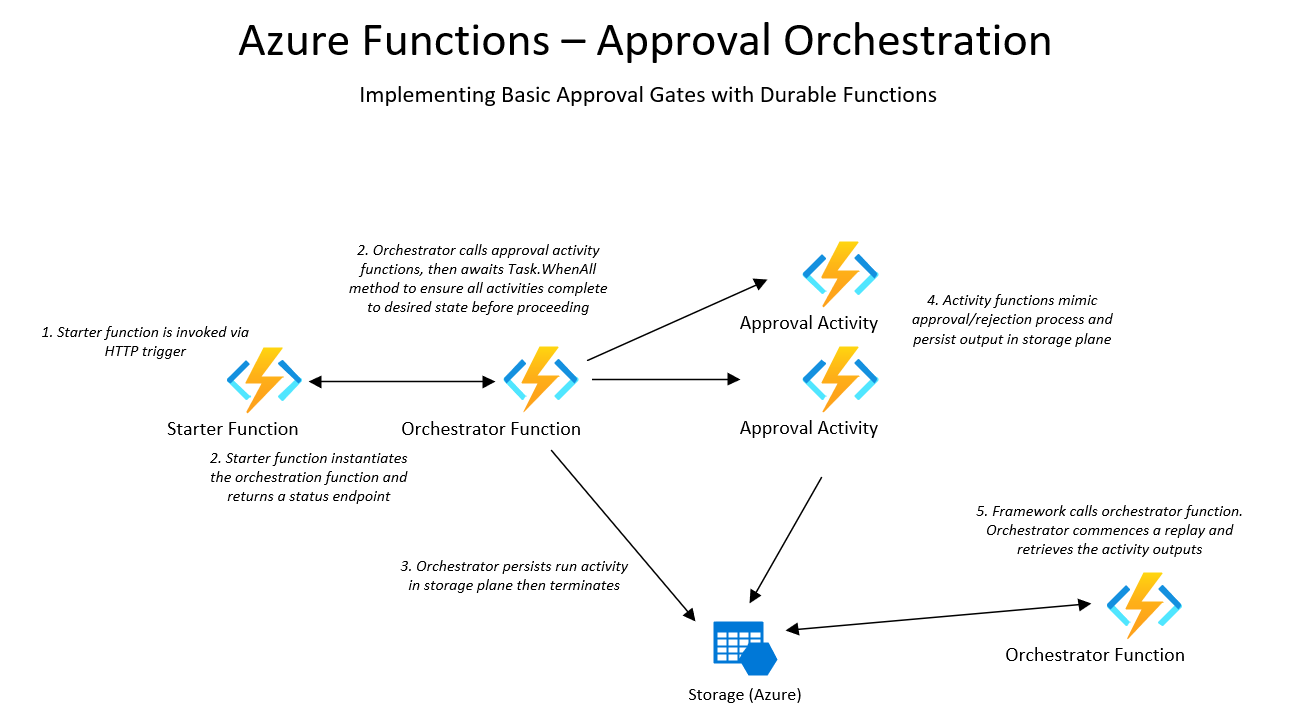 Azure Functions – Approval Orchestration
Implementing Basic Approval Gates with Durable Functions
1. Starter function is invoked via
HTTP trigger
Starter Function
2. Starter function instantiates
the orchestration function and
returns a status endpoint
2. Orchestrator calls approval activity
functions, then awaits Task.WhenAll
method to ensure all activities complete
to desired state before proceeding
Orchestrator Function
3. Orchestrator persists run activity
in storage plane then terminates
Approval Activity
Approval Activity
4. Activity functions mimic
approval/rejection process and
persist output in storage plane
5. Framework calls orchestrator function.
Orchestrator commences a replay and
retrieves the activity outputs
Orchestrator Function
Storage (Azure)